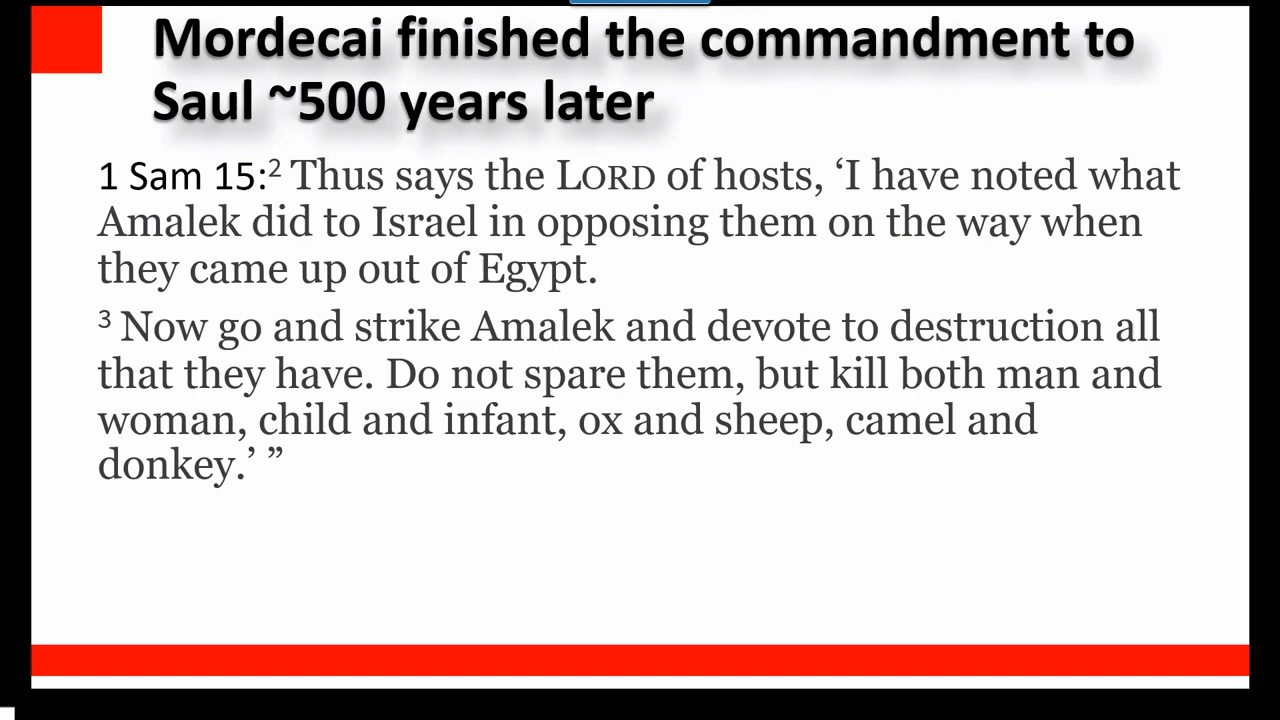 Mordecai finished the commandment to
Saul ~500 years later
1 Sam 15:2 Thus says the LORD of hosts, ‘I have noted what
Amalek did to Israel in opposing them on the way when
they came up out of Egypt.
3 Now go and strike Amalek and devote to destruction all
that they have. Do not spare them, but kill both man and
woman, child and infant, ox and sheep, camel and
donkey.’ ”